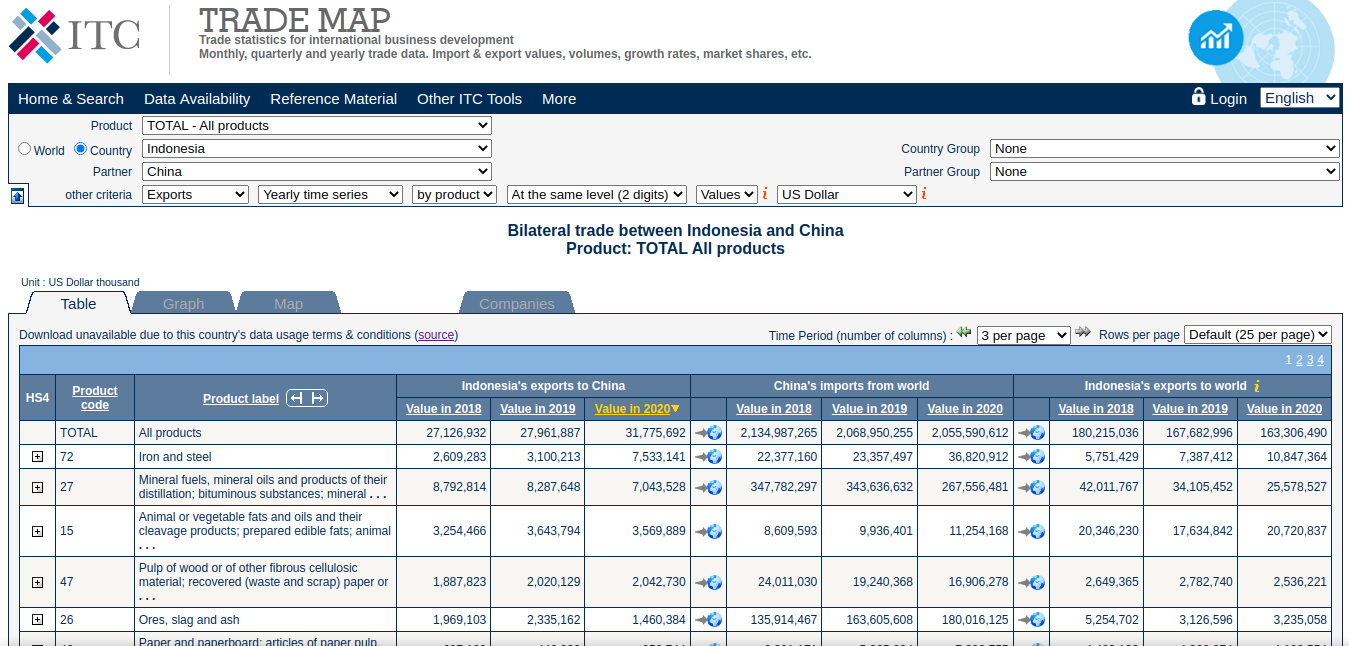 ITC
TRADE MAP
Trade statistics for international business development
Monthly, quarterly and yearly trade data. Import & export values, volumes, growth rates, market shares, etc.
Home & Search Data Availability Reference Material Other ITC Tools More Login English
Product TOTAL - All products
World Country Indonesia Country Group None
Partner China Partner Group None
other criteria Exports Yearly time series by product At the same level (2 digits) Values i US Dollar i
Bilateral trade between Indonesia and China
Product: TOTAL All products
Unit : US Dollar thousand
Table Graph Map Companies
Download unavailable due to this country's data usage terms & conditions (source) Time Period (number of columns) : 3 per page Rows per page Default (25 per page)
1 2 3 4
HS4 Product code Product label Indonesia's exports to China China's imports from world Indonesia's exports to world i
Value in 2018 Value in 2019 Value in 2020 Value in 2018 Value in 2019 Value in 2020 Value in 2018 Value in 2019 Value in 2020
TOTAL All products 27,126,932 27,961,887 31,775,692 2,134,987,265 2,068,950,255 2,055,590,612 180,215,036 167,682,996 163,306,490
72 Iron and steel 2,609,283 3,100,213 7,533,141 22,377,160 23,357,497 36,820,912 5,751,429 7,387,412 10,847,364
27 Mineral fuels, mineral oils and products of their
distillation; bituminous substances; mineral . . . 8,792,814 8,287,648 7,043,528 347,782,297 343,636,632 267,556,481 42,011,767 34,105,452 25,578,527
15 Animal or vegetable fats and oils and their
cleavage products; prepared edible fats; animal
. . . 3,254,466 3,643,794 3,569,889 8,609,593 9,936,401 11,254,168 20,346,230 17,634,842 20,720,837
47 Pulp of wood or of other fibrous cellulosic
material; recovered (waste and scrap) paper or
. . . 1,887,823 2,020,129 2,042,730 24,011,030 19,240,368 16,906,278 2,649,365 2,782,740 2,536,221
26 Ores, slag and ash 1,969,103 2,335,162 1,460,384 135,914,467 163,605,608 180,016,125 5,254,702 3,126,596 3,235,058
Paper and paperboard; articles of paper pulp,